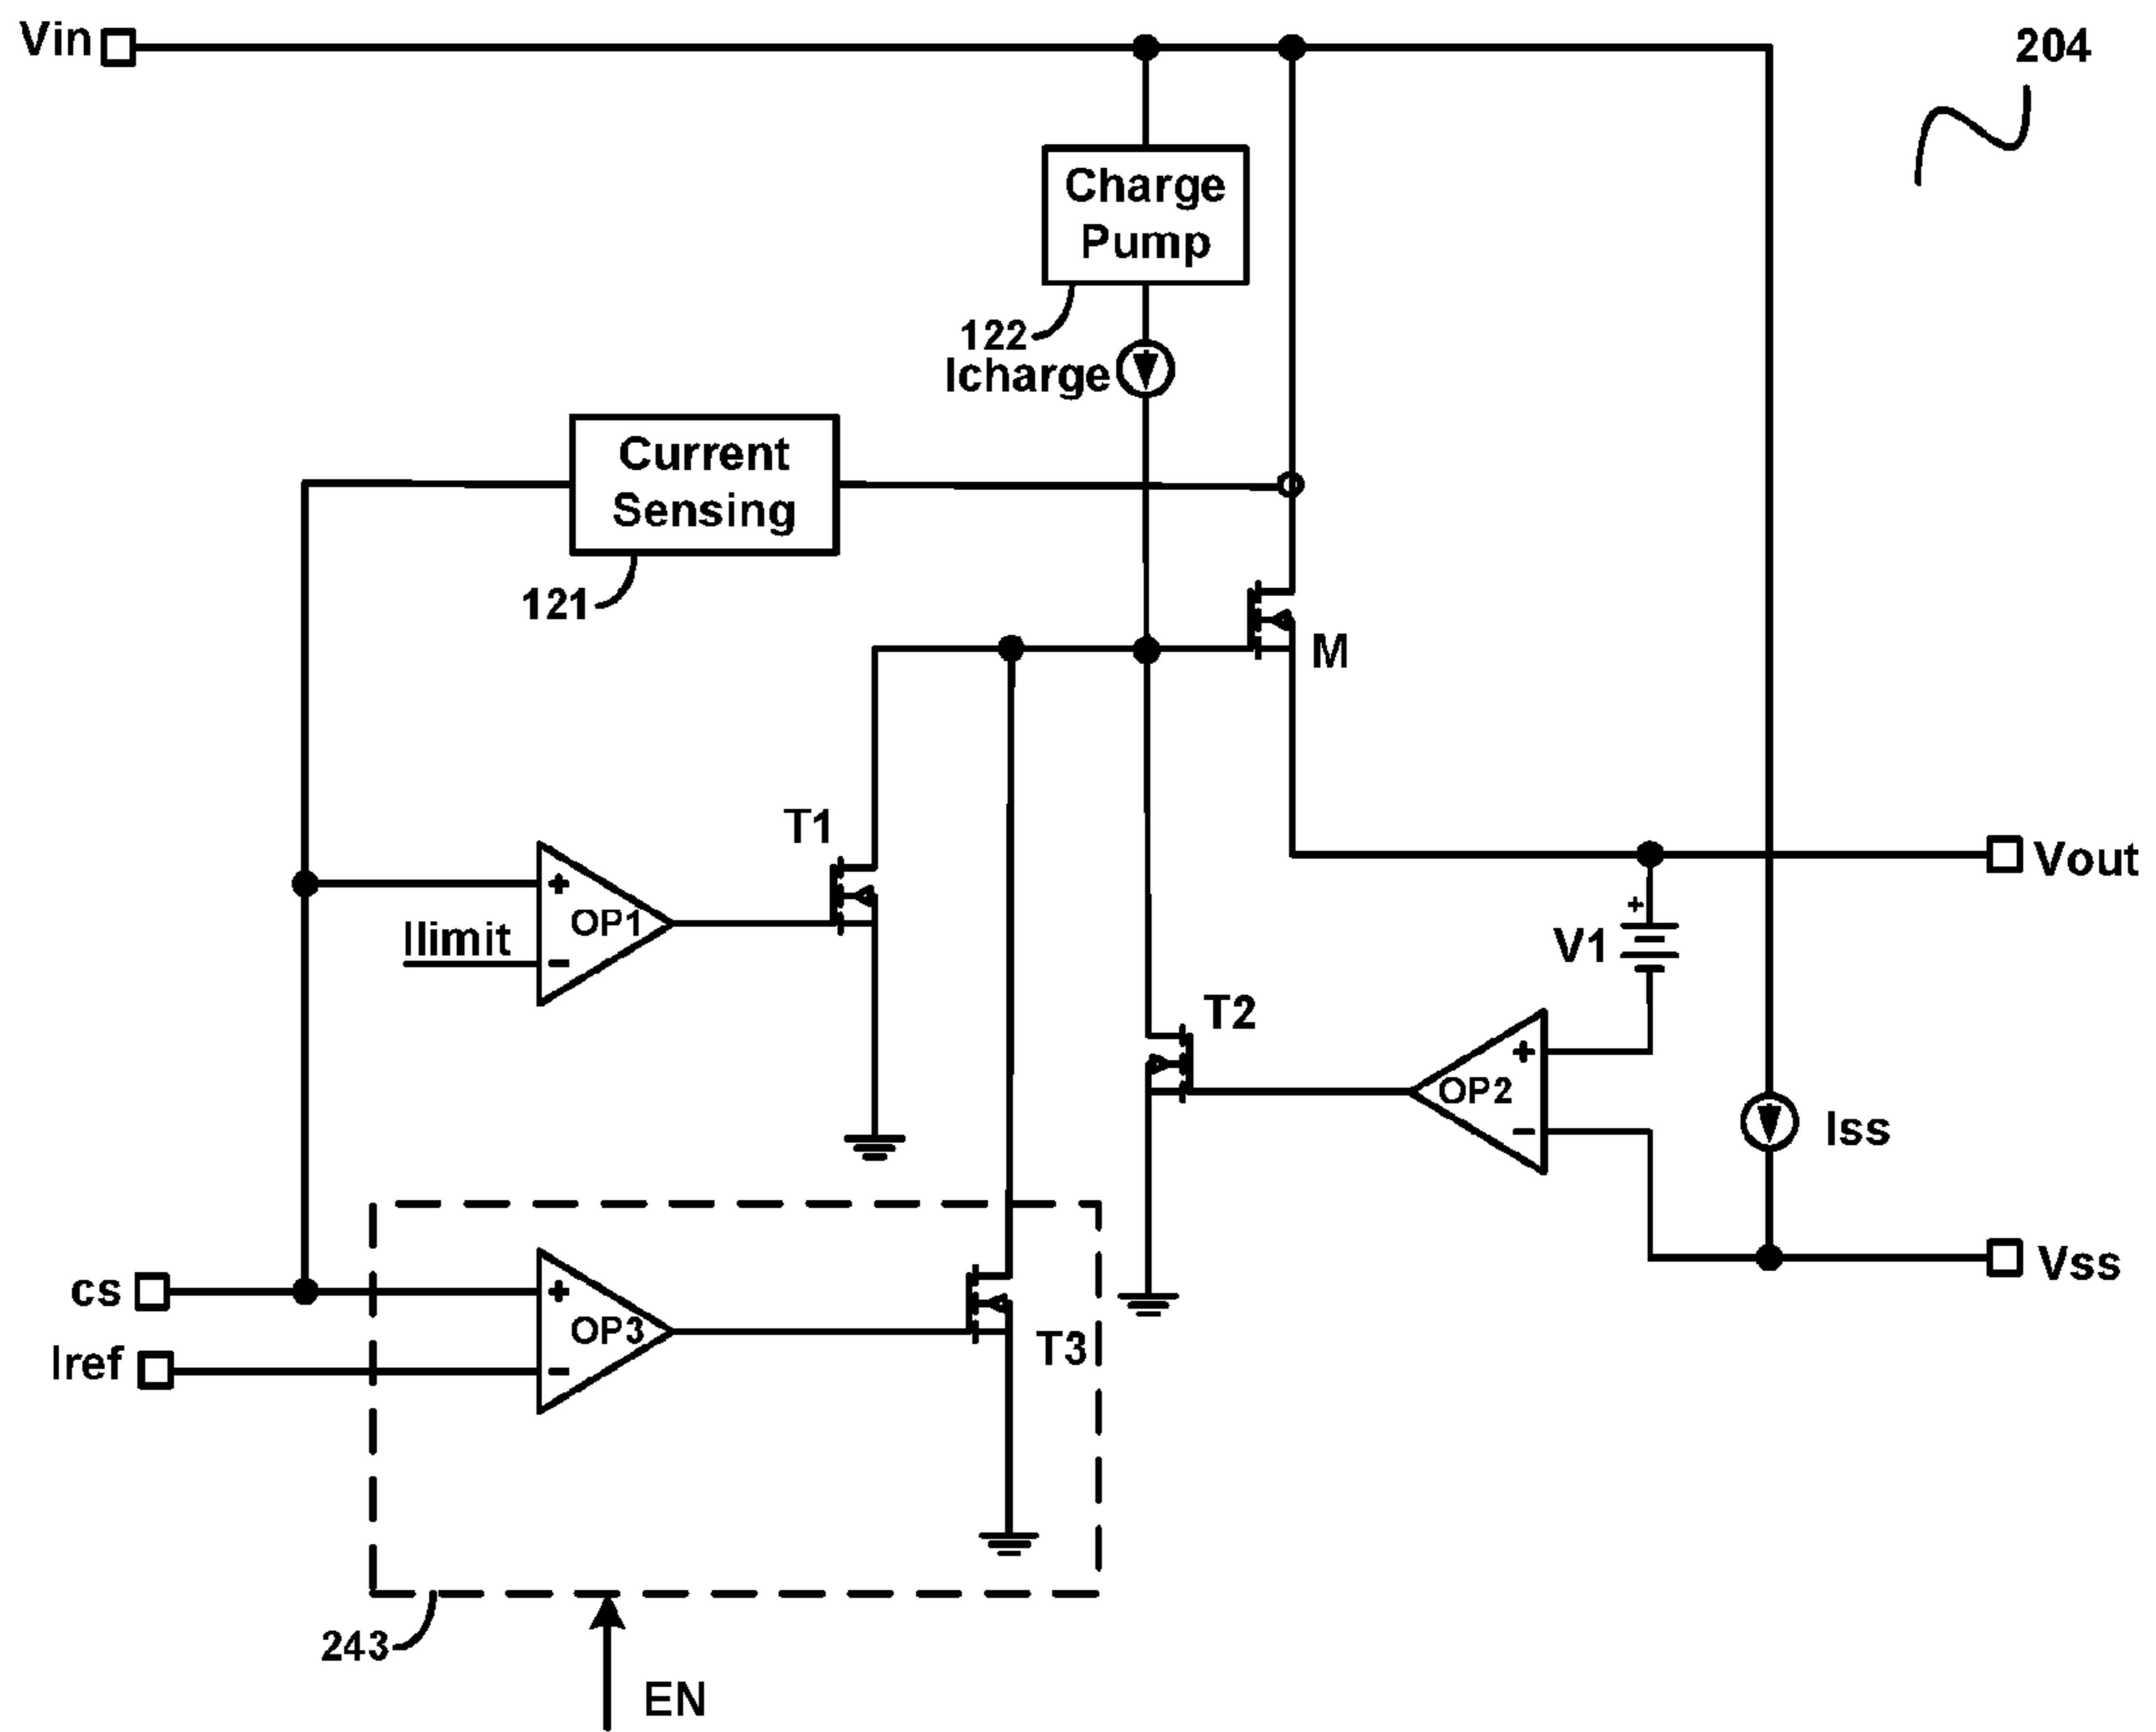 Vin
204
Charge
Pump
122
Icharge
Current
Sensing
121
M
T1
+
OP1
Ilimit
-
Vout
+
V1
T2
+
OP2
-
Iss
Vss
cs
+
OP3
Iref
-
T3
243
EN